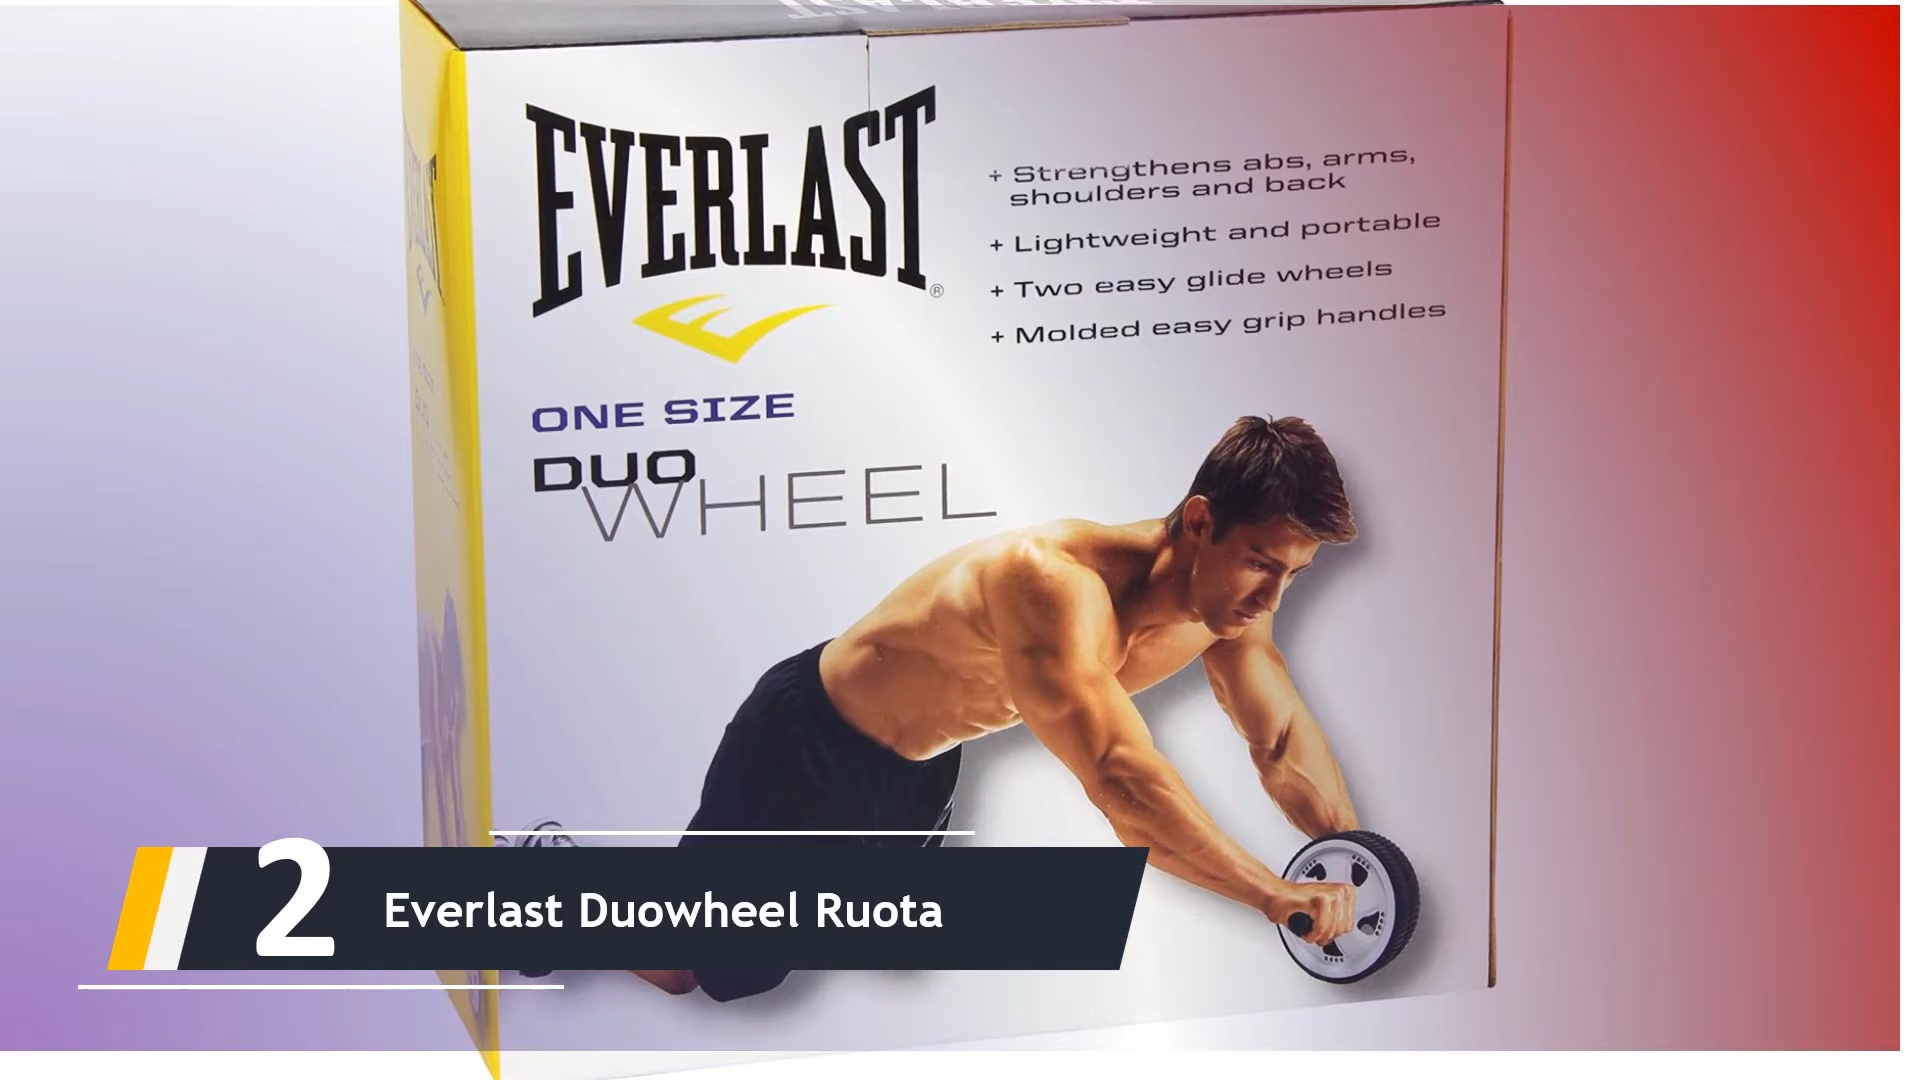 EVERLAST
EVERLAST®
+ Strengthens abs, arms,
shoulders and back
+ Lightweight and portable
+ Two easy glide wheels
+ Molded easy grip handles
ONE SIZE
DUO
WHEEL
2
Everlast Duowheel Ruota